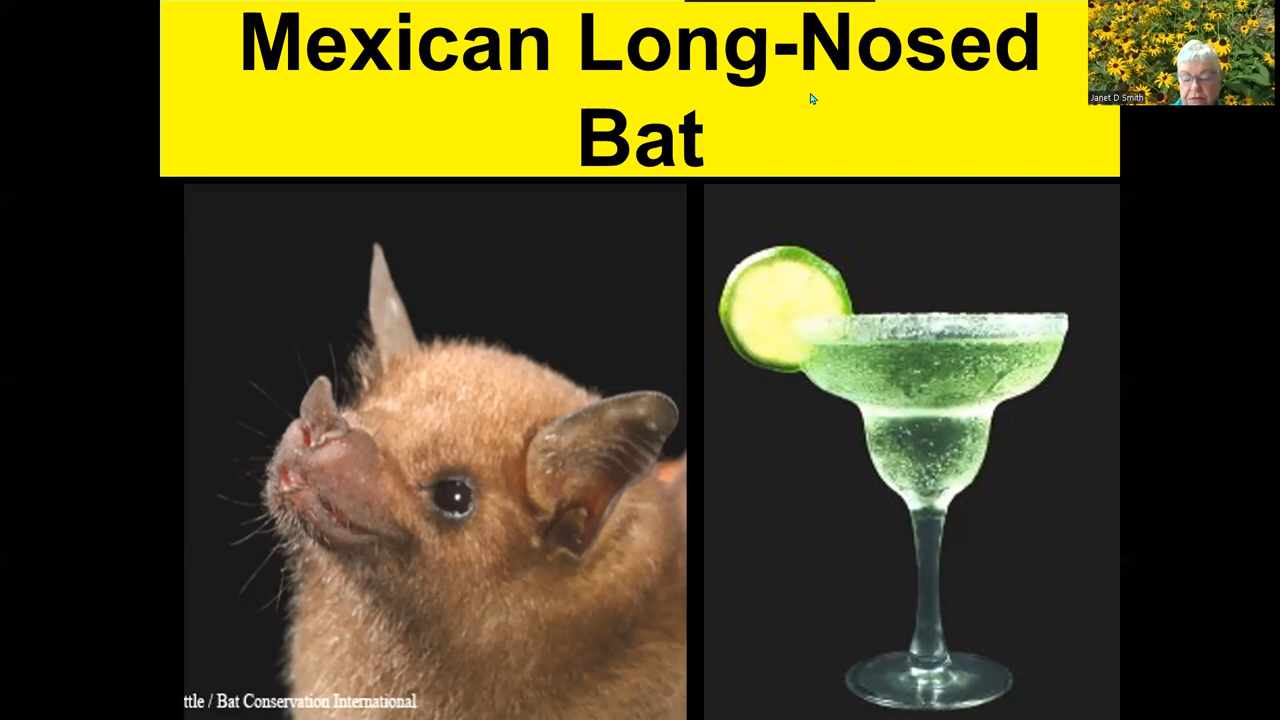 Mexican Long-Nosed
Bat
Janet D Smith
ttle / Bat Conservation International